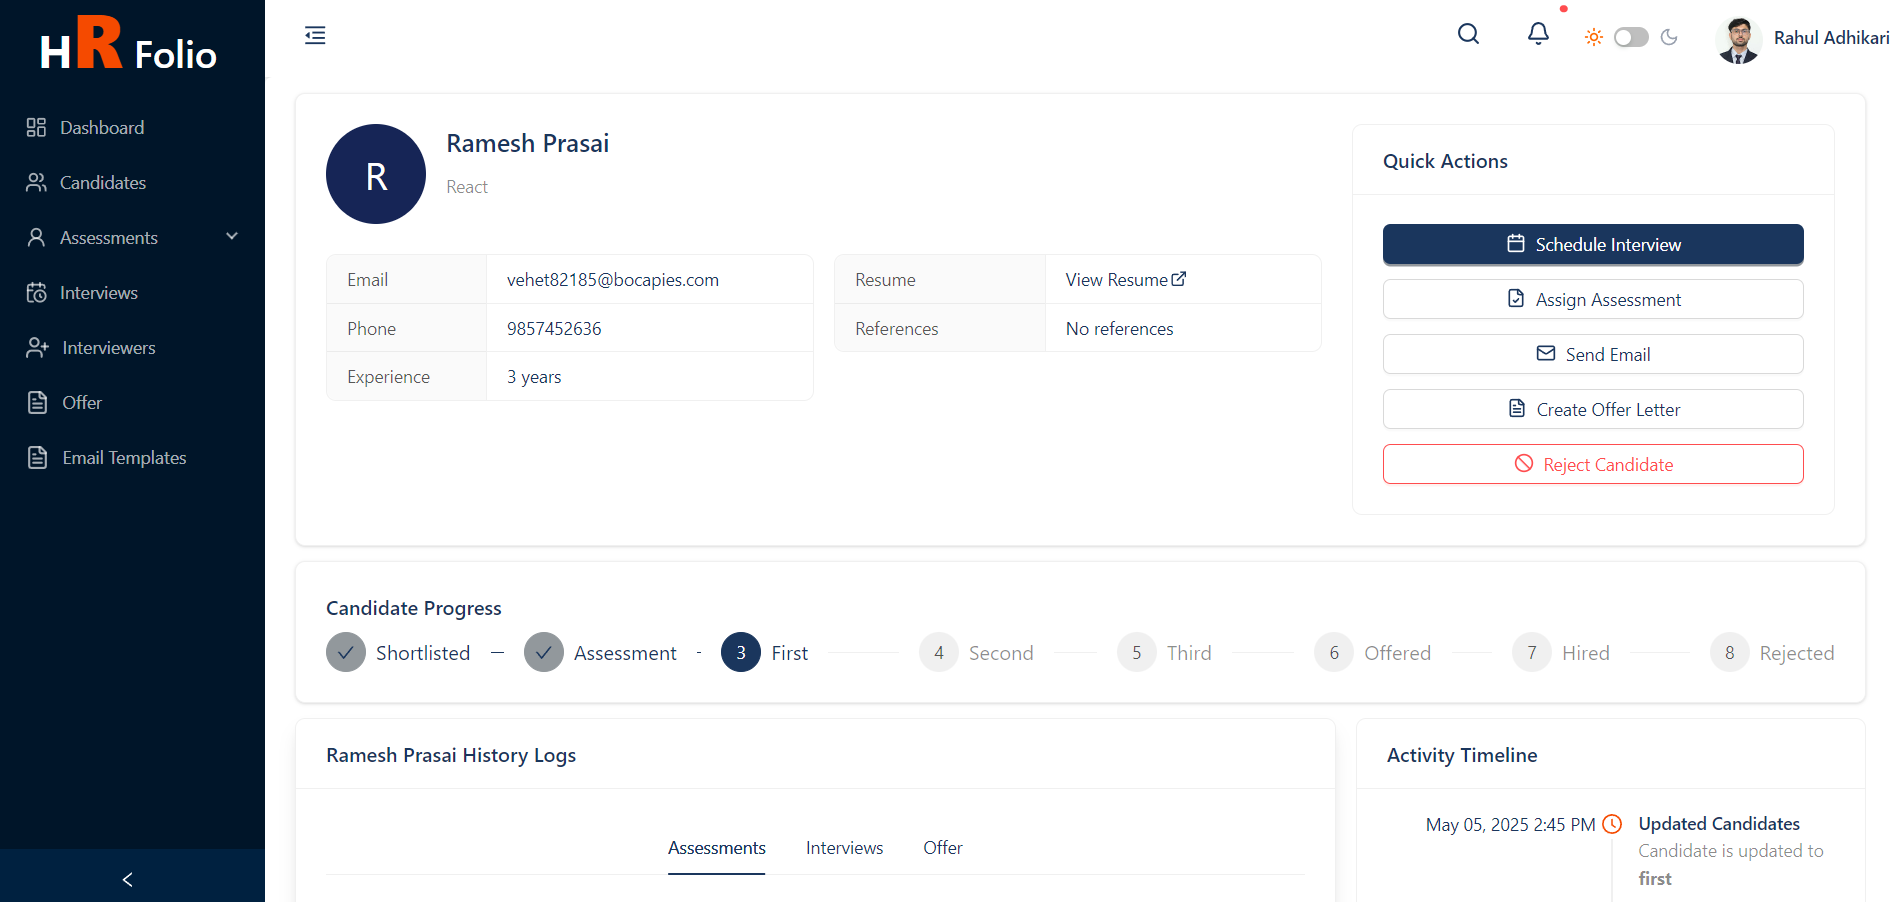 HR Folio
Rahul Adhikari
Dashboard
Candidates
Assessments
Interviews
Interviewers
Offer
Email Templates
R
Ramesh Prasai
React
Email vehet82185@bocapies.com
Phone 9857452636
Experience 3 years
Resume View Resume
References No references
Quick Actions
Schedule Interview
Assign Assessment
Send Email
Create Offer Letter
Reject Candidate
Candidate Progress
Shortlisted Assessment 3 First 4 Second 5 Third 6 Offered 7 Hired 8 Rejected
Ramesh Prasai History Logs
Assessments Interviews Offer
Activity Timeline
May 05, 2025 2:45 PM Updated Candidates
Candidate is updated to
first